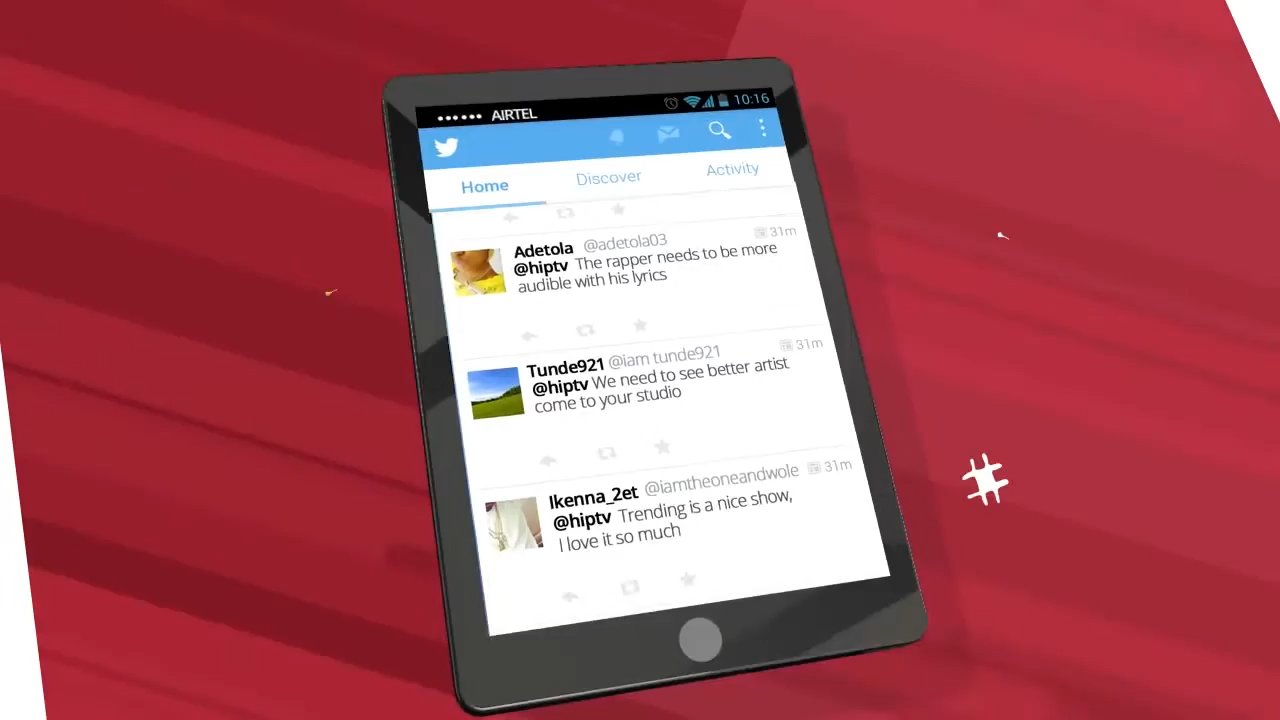 AIRTEL 10:16
Home Discover Activity
Adetola @adetola03 31m
@hiptv The rapper needs to be more
audible with his lyrics
Tunde921 @iam tunde921 31m
@hiptv We need to see better artist
come to your studio
Ikenna_2et @iamtheoneandwole 31m
@hiptv Trending is a nice show,
I love it so much
#